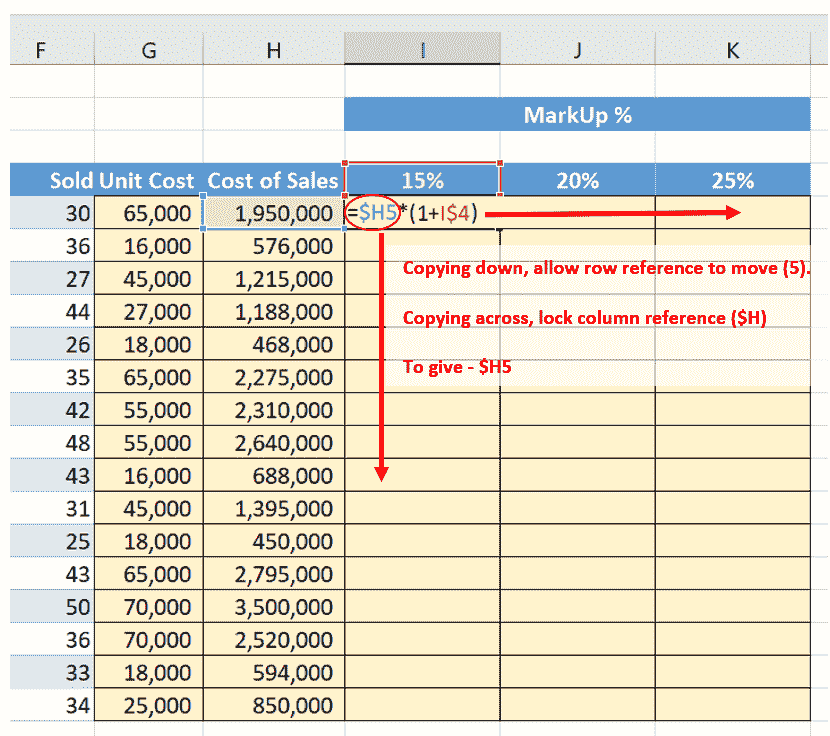 F G H I J K
MarkUp %
Sold Unit Cost Cost of Sales 15% 20% 25%
30 65,000 1,950,000 =$H5*(1+I$4)
36 16,000 576,000
Copying down, allow row reference to move (5).
27 45,000 1,215,000
44 27,000 1,188,000 Copying across, lock column reference ($H)
26 18,000 468,000
35 65,000 2,275,000 To give - $H5
42 55,000 2,310,000
48 55,000 2,640,000
43 16,000 688,000
31 45,000 1,395,000
25 18,000 450,000
43 65,000 2,795,000
50 70,000 3,500,000
36 70,000 2,520,000
33 18,000 594,000
34 25,000 850,000